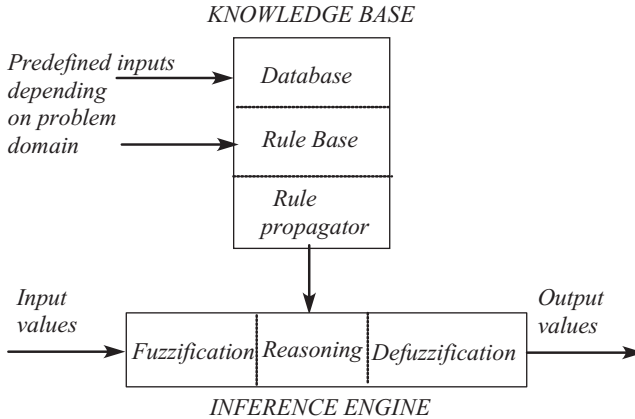 KNOWLEDGE BASE
Predefined inputs
depending
on problem
domain
Database
Rule Base
Rule
propagator
Input
values
Fuzzification
Reasoning
Defuzzification
Output
values
INFERENCE ENGINE